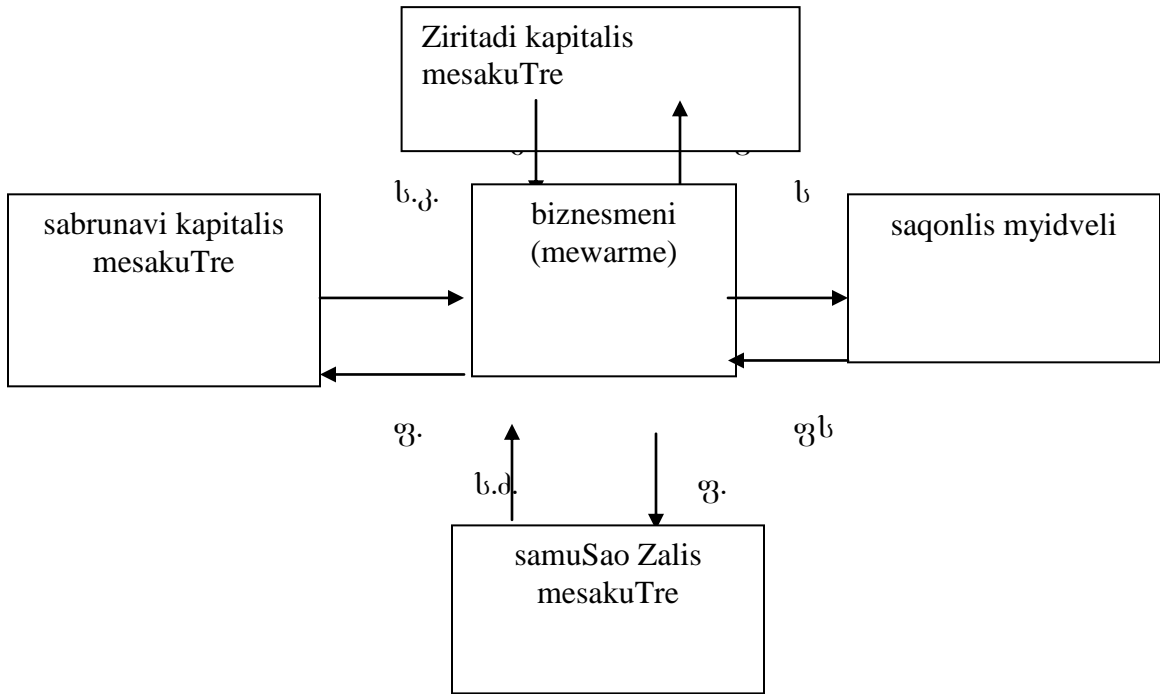 Ziritadi kapitalis
mesakuTre
ს.კ.
ს
sabrunavi kapitalis
mesakuTre
biznesmeni
(mewarme)
saqonlis myidveli
ფ.
ფს
ს.ძ.
ფ.
samuSao Zalis
mesakuTre